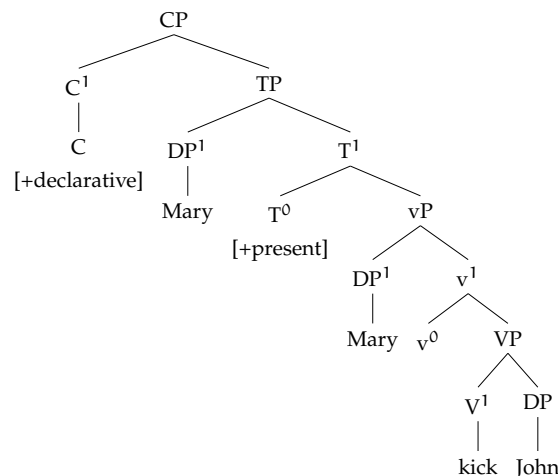 CP
C¹ TP
C DP¹ T¹
[+declarative] Mary T⁰ vP
[+present] DP¹ v¹
Mary v⁰ VP
V¹ DP
kick John